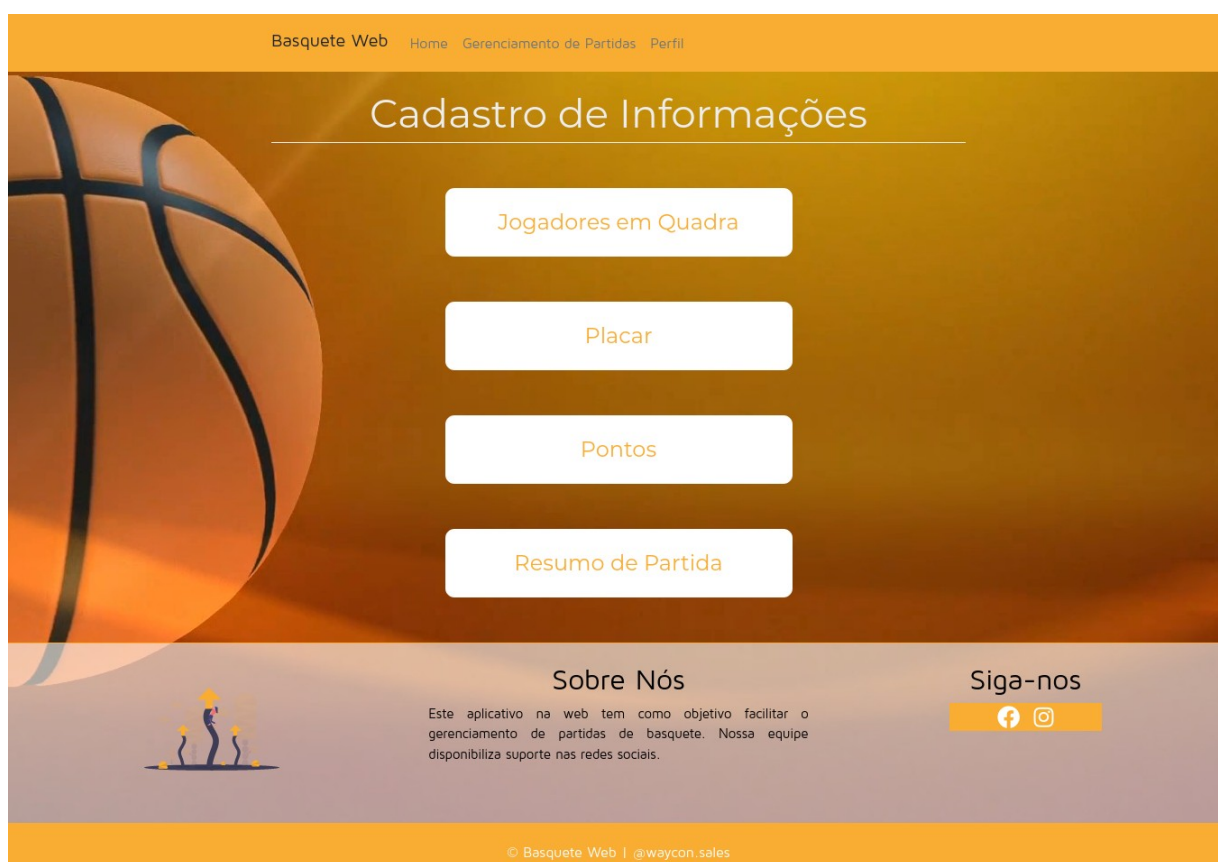 Basquete Web Home Gerenciamento de Partidas Perfil
Cadastro de Informações
Jogadores em Quadra
Placar
Pontos
Resumo de Partida
Sobre Nós
Este aplicativo na web tem como objetivo facilitar o
gerenciamento de partidas de basquete. Nossa equipe
disponibiliza suporte nas redes sociais.
Siga-nos
© Basquete Web | @waycon.sales